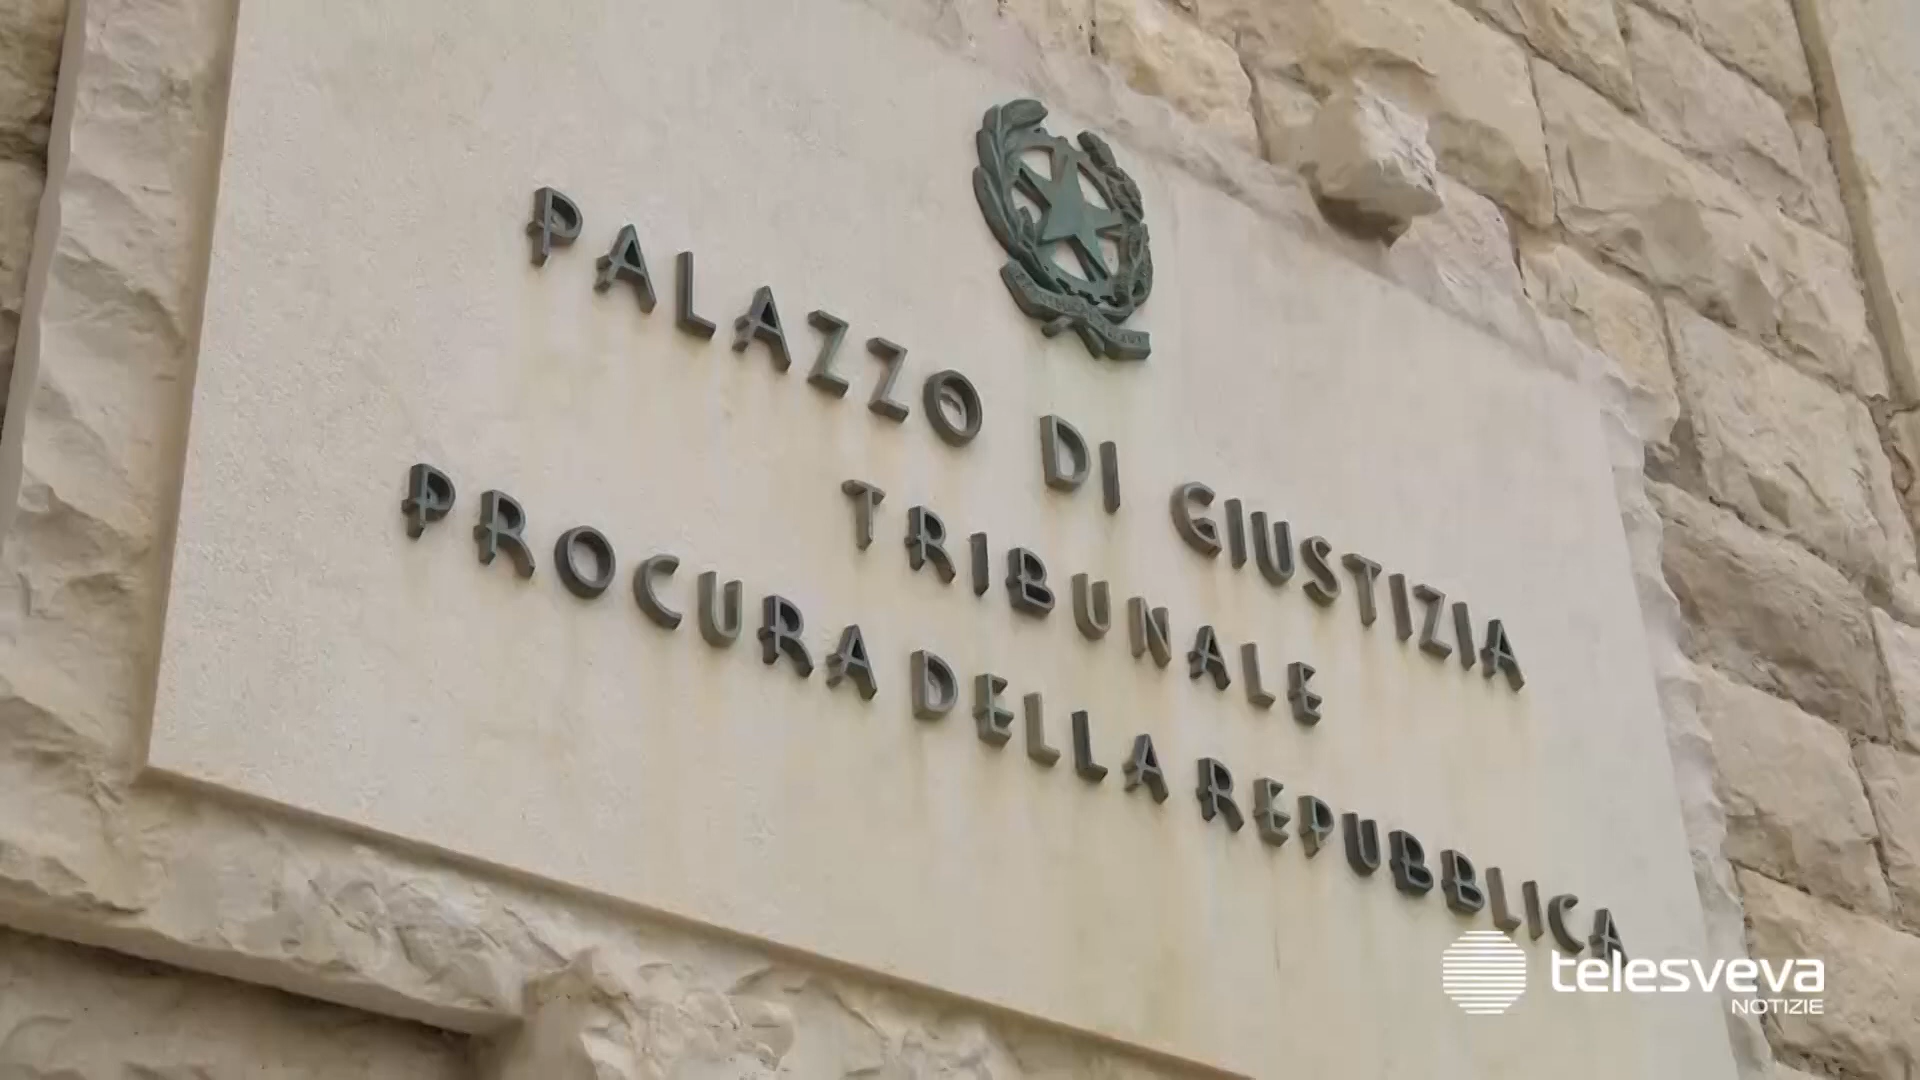 PALAZZO DI GIUSTIZIA
TRIBUNALE
PROCURA DELLA REPUBBLICA
telesveva
NOTIZIE